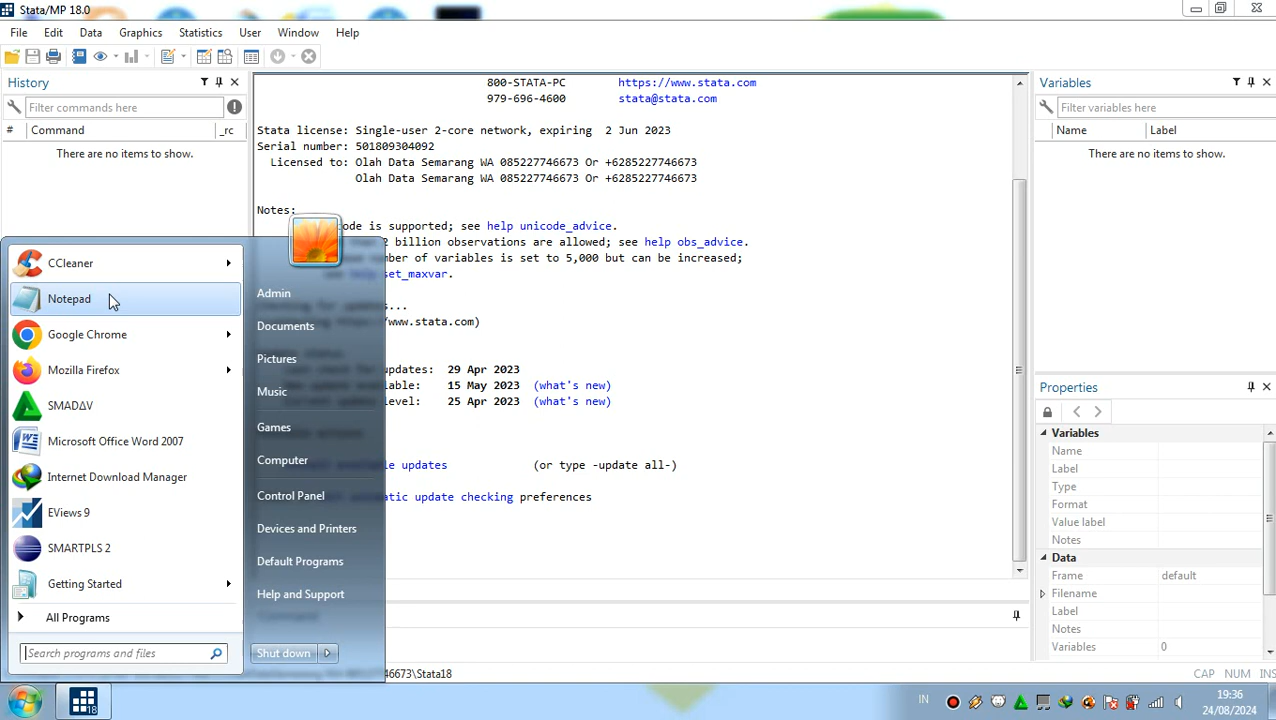 Stata/MP 18.0
File Edit Data Graphics Statistics User Window Help
History
Filter commands here
# Command _rc
There are no items to show.
800-STATA-PC https://www.stata.com
979-696-4600 stata@stata.com
Stata license: Single-user 2-core network, expiring 2 Jun 2023
Serial number: 501809304092
Licensed to: Olah Data Semarang WA 085227746673 Or +6285227746673
Olah Data Semarang WA 085227746673 Or +6285227746673
Notes:
code is supported; see help unicode_advice.
2 billion observations are allowed; see help obs_advice.
number of variables is set to 5,000 but can be increased;
help set_maxvar.
www.stata.com)
updates: 29 Apr 2023
15 May 2023 (what's new)
level: 25 Apr 2023 (what's new)
updates (or type -update all-)
update checking preferences
CCleaner
Notepad
Google Chrome
Mozilla Firefox
SMADΔV
Microsoft Office Word 2007
Internet Download Manager
EViews 9
SMARTPLS 2
Getting Started
All Programs
Search programs and files
Admin
Documents
Pictures
Music
Games
Computer
Control Panel
Devices and Printers
Default Programs
Help and Support
Command
Shut down
Variables
Filter variables here
Name Label
There are no items to show.
Properties
Variables
Name
Label
Type
Format
Value label
Notes
Data
Frame default
Filename
Label
Notes
Variables 0
46673\Stata18
CAP NUM INS
18
IN
19:36
24/08/2024